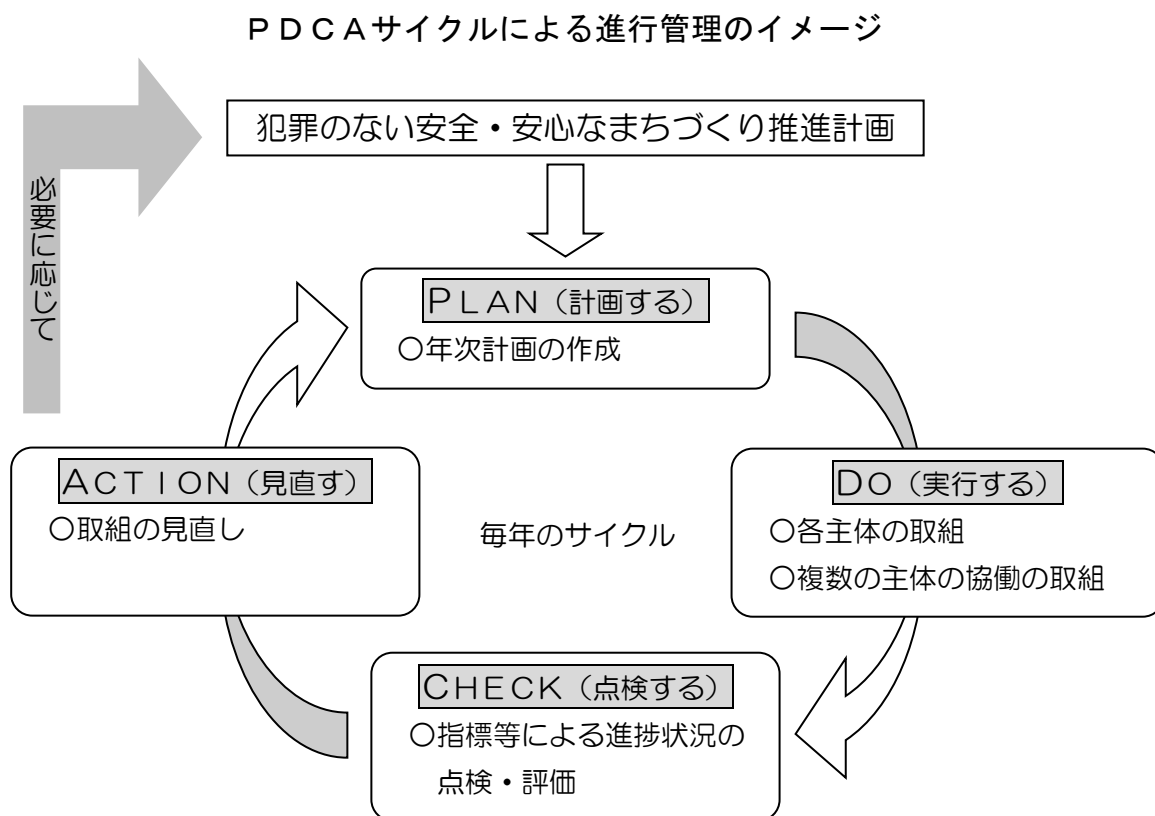 ＰＤＣＡサイクルによる進行管理のイメージ
犯罪のない安全・安心なまちづくり推進計画
必要に応じて
ＰＬＡＮ（計画する）
〇年次計画の作成
ＡＣＴＩＯＮ（見直す）
〇取組の見直し
毎年のサイクル
ＤＯ（実行する）
〇各主体の取組
〇複数の主体の協働の取組
ＣＨＥＣＫ（点検する）
〇指標等による進捗状況の
点検・評価